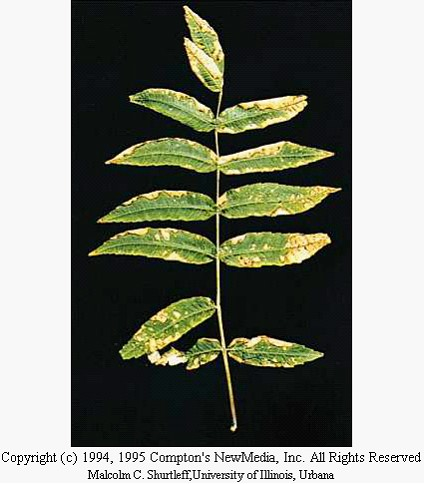 Copyright (c) 1994, 1995 Compton's NewMedia, Inc. All Rights Reserved
Malcolm C. Shurtleff,University of Illinois, Urbana